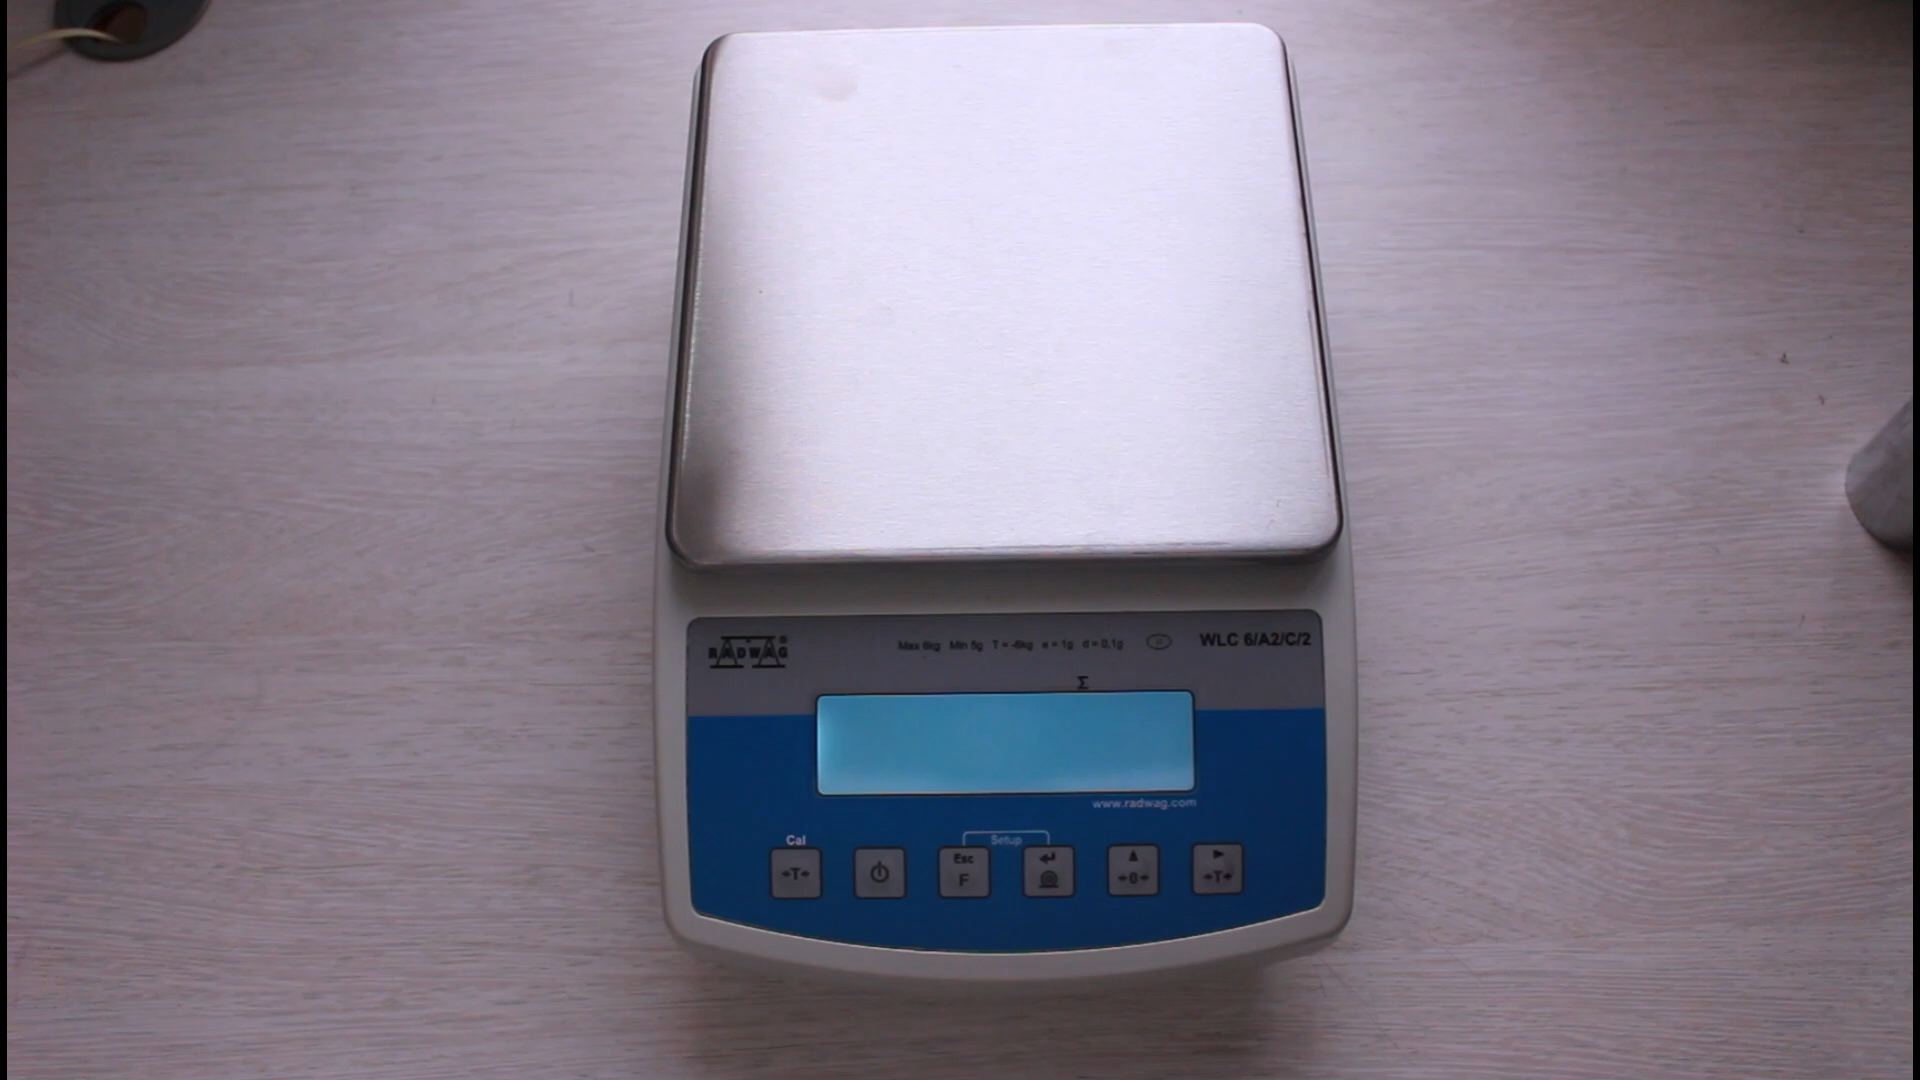 RADWAG®
Max 6kg Min 5g T = -6kg e = 1g d = 0,1g
WLC 6/A2/C/2
Σ
www.radwag.com
Cal
Setup
Esc
T
F
0
T